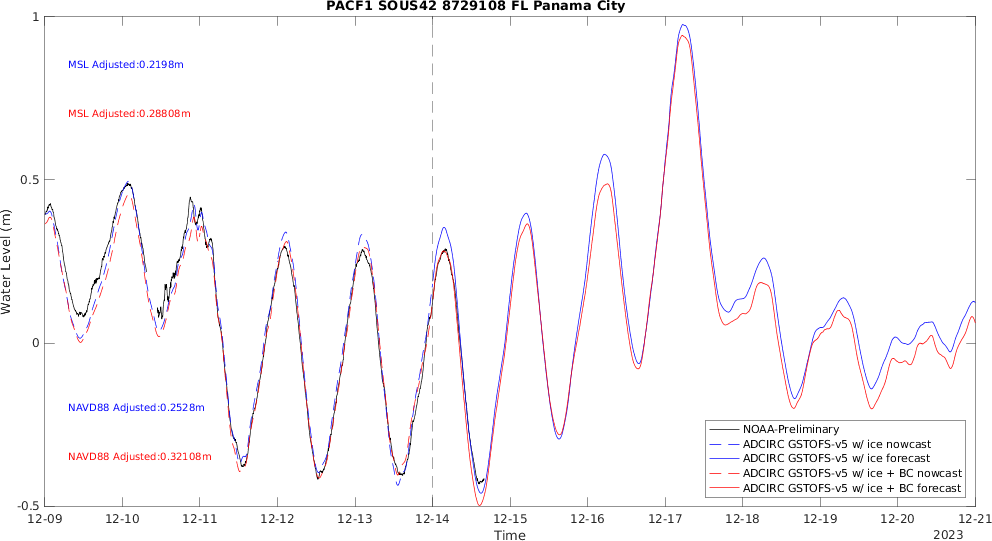 PACF1 SOUS42 8729108 FL Panama City
1
MSL Adjusted:0.2198m
MSL Adjusted:0.28808m
0.5
Water Level (m)
0
NAVD88 Adjusted:0.2528m
NAVD88 Adjusted:0.32108m
NOAA-Preliminary
ADCIRC GSTOFS-v5 w/ ice nowcast
ADCIRC GSTOFS-v5 w/ ice forecast
ADCIRC GSTOFS-v5 w/ ice + BC nowcast
ADCIRC GSTOFS-v5 w/ ice + BC forecast
-0.5
12-09 12-10 12-11 12-12 12-13 12-14 12-15 12-16 12-17 12-18 12-19 12-20 12-21
Time
2023